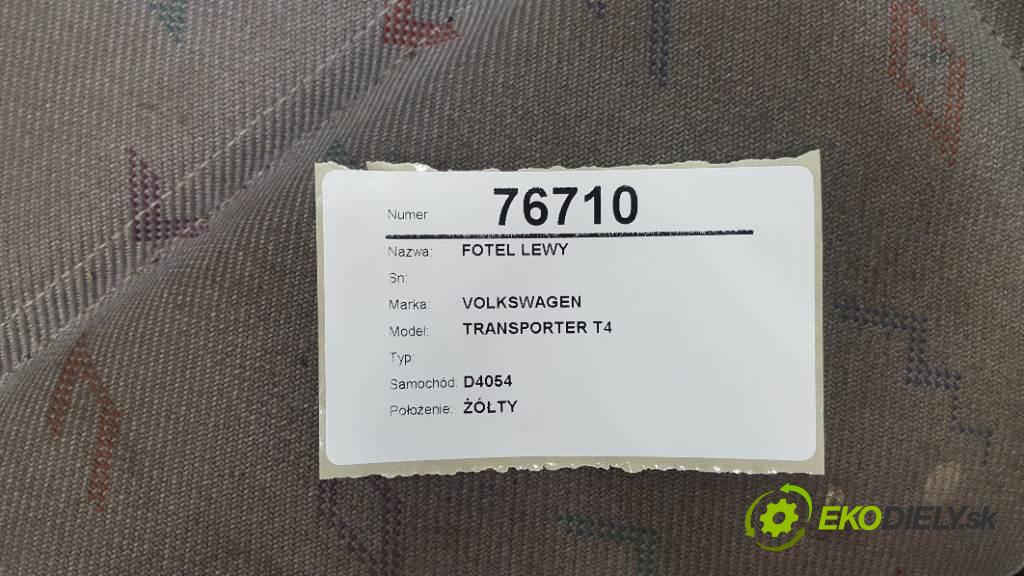 Numer 76710
Nazwa: FOTEL LEWY
Sn:
Marka: VOLKSWAGEN
Model: TRANSPORTER T4
Typ:
Samochód: D4054
Położenie: ŻÓŁTY
EKODIELY.sk